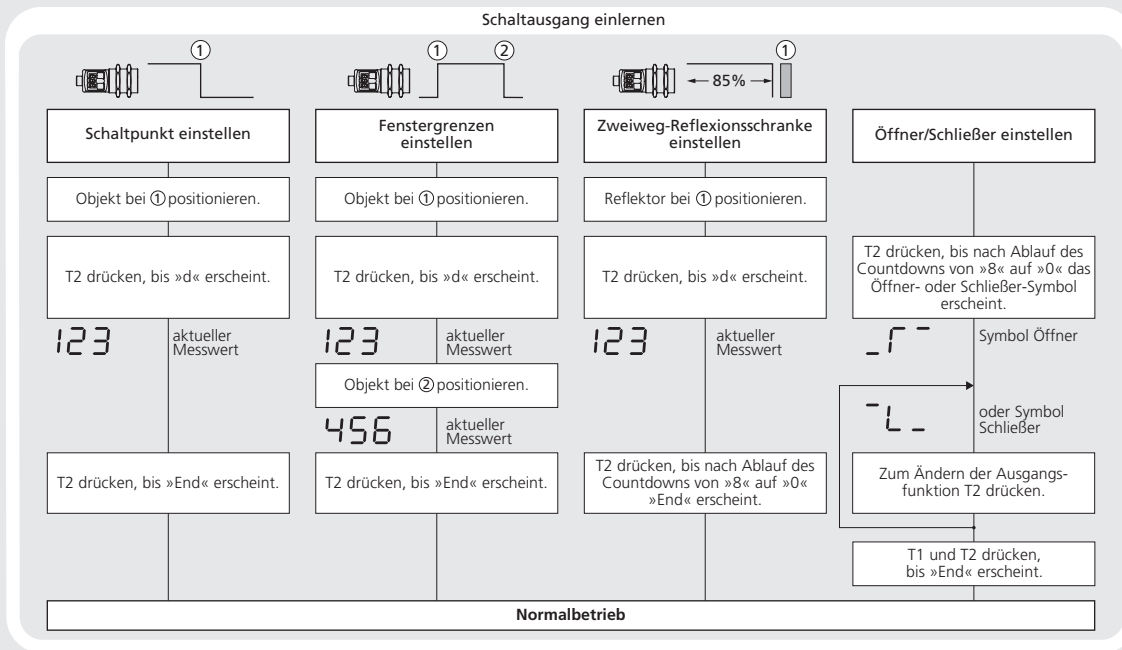 Schaltausgang einlernen
①
① ②
← 85% →
①
Schaltpunkt einstellen
Objekt bei ① positionieren.
T2 drücken, bis »d« erscheint.
123
aktueller
Messwert
T2 drücken, bis »End« erscheint.
Fenstergrenzen
einstellen
Objekt bei ① positionieren.
T2 drücken, bis »d« erscheint.
123
aktueller
Messwert
Objekt bei ② positionieren.
456
aktueller
Messwert
T2 drücken, bis »End« erscheint.
Zweiweg-Reflexionsschranke
einstellen
Reflektor bei ① positionieren.
T2 drücken, bis »d« erscheint.
123
aktueller
Messwert
T2 drücken, bis nach Ablauf des
Countdowns von »8« auf »0«
»End« erscheint.
Öffner/Schließer einstellen
T2 drücken, bis nach Ablauf des
Countdowns von »8« auf »0« das
Öffner- oder Schließer-Symbol
erscheint.
Symbol Öffner
oder Symbol
Schließer
Zum Ändern der Ausgangs-
funktion T2 drücken.
T1 und T2 drücken,
bis »End« erscheint.
Normalbetrieb